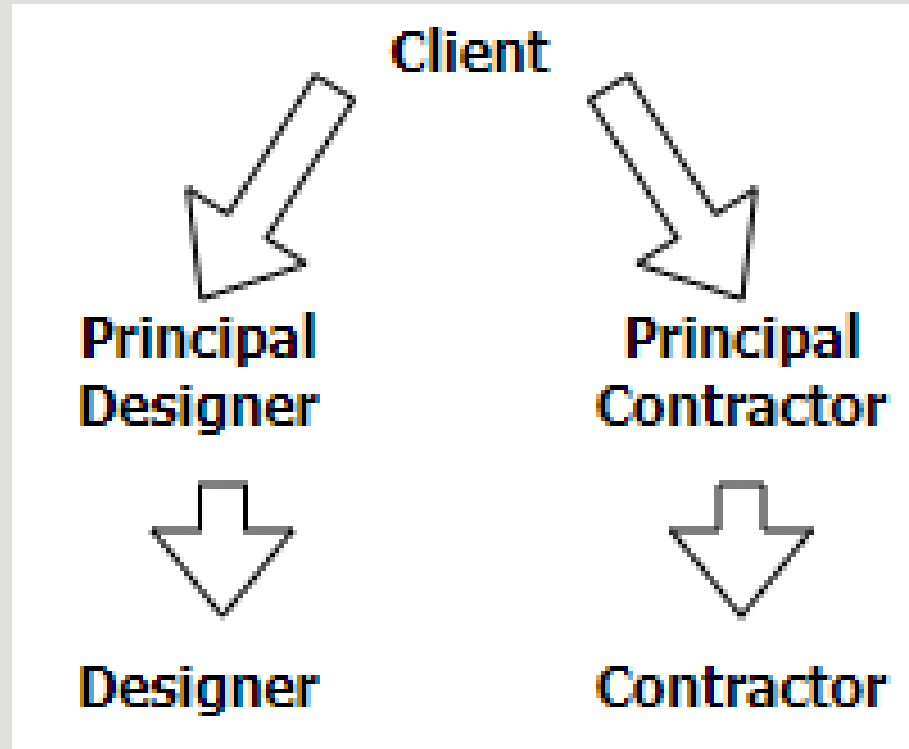 Client
Principal
Designer
Principal
Contractor
Designer
Contractor